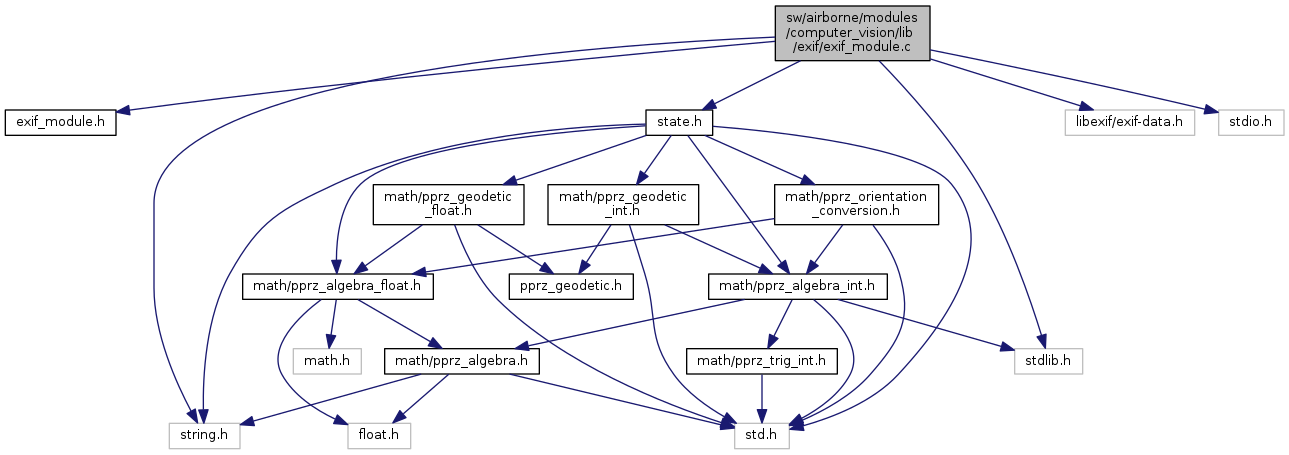 sw/airborne/modules
/computer_vision/lib
/exif/exif_module.c
exif_module.h
state.h
libexif/exif-data.h
stdio.h
math/pprz_geodetic
_float.h
math/pprz_geodetic
_int.h
math/pprz_orientation
_conversion.h
math/pprz_algebra_float.h
pprz_geodetic.h
math/pprz_algebra_int.h
math.h
math/pprz_algebra.h
math/pprz_trig_int.h
stdlib.h
string.h
float.h
std.h